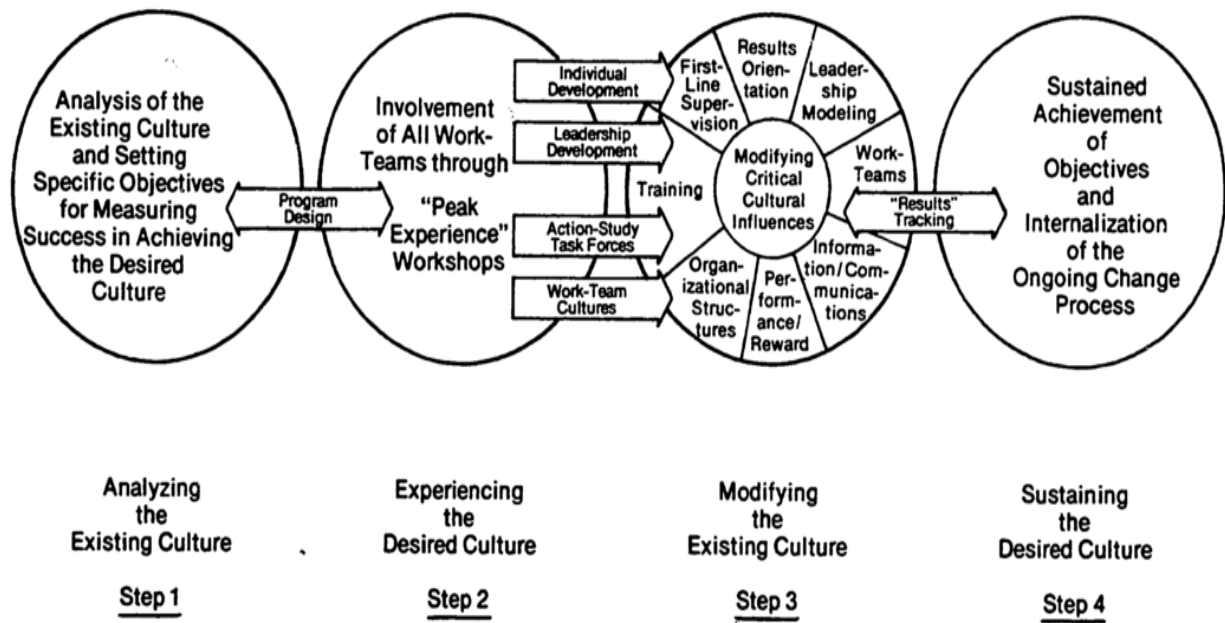 Analysis of the
Existing Culture
and Setting
Specific Objectives
for Measuring
Success in Achieving
the Desired
Culture
Program
Design
Involvement
of All Work-
Teams through
"Peak
Experience"
Workshops
Individual
Development
Leadership
Development
Action-Study
Task Forces
Work-Team
Cultures
First-
Line
Super-
vision
Results
Orien-
tation
Leader-
ship
Modeling
Training
Modifying
Critical
Cultural
Influences
Work-
Teams
"Results"
Tracking
Organ-
izational
Struc-
tures
Per-
form-
ance/
Reward
Informa-
tion/Com-
munica-
tions
Sustained
Achievement
of
Objectives
and
Internalization
of the
Ongoing Change
Process
Analyzing
the
Existing Culture
Step 1
Experiencing
the
Desired Culture
Step 2
Modifying
the
Existing Culture
Step 3
Sustaining
the
Desired Culture
Step 4